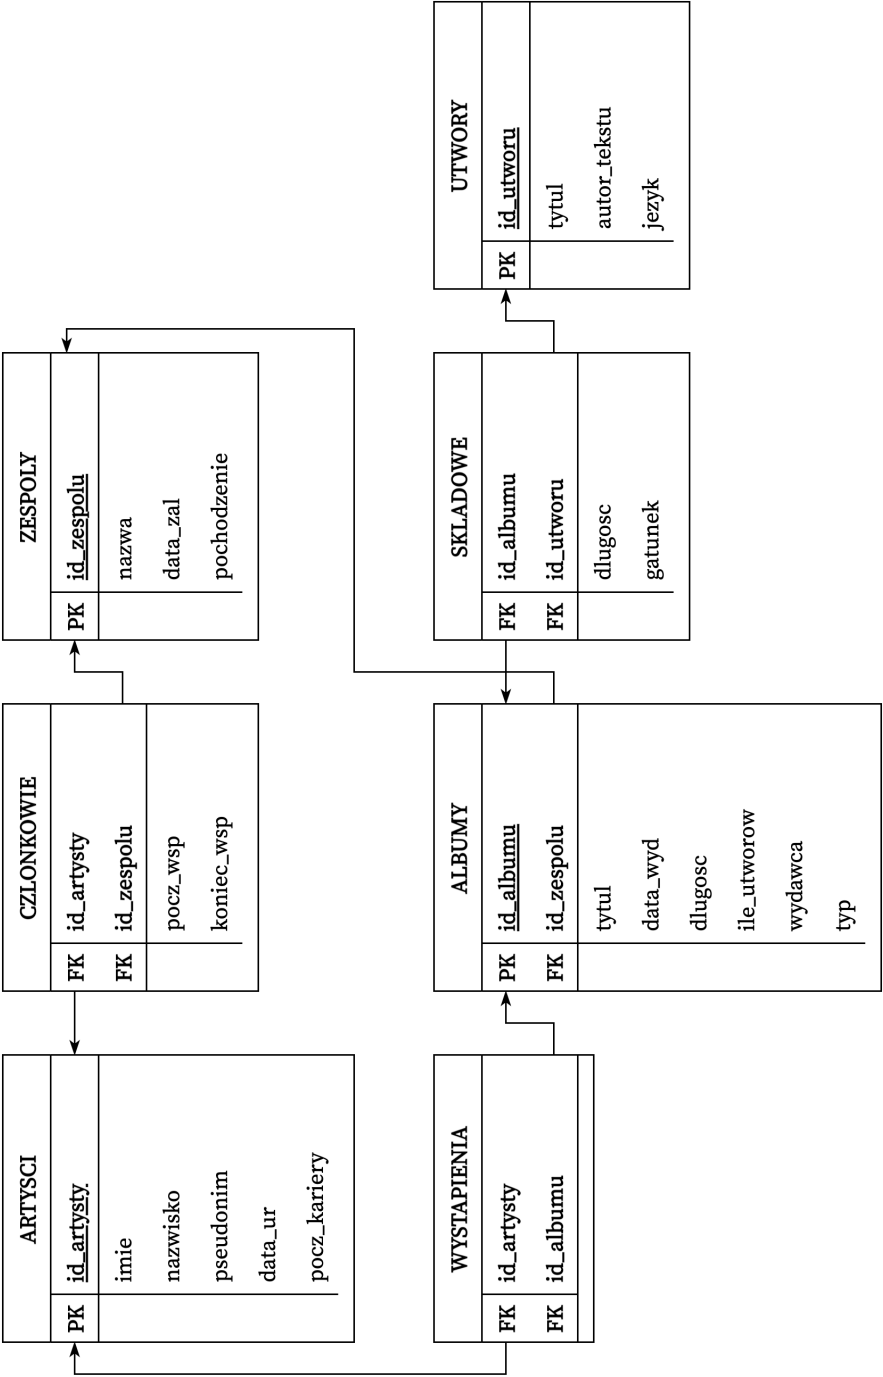 ARTYSCI
PK id_artysty
imie
nazwisko
pseudonim
data_ur
pocz_kariery
CZLONKOWIE
FK id_artysty
FK id_zespolu
pocz_wsp
koniec_wsp
ZESPOLY
PK id_zespolu
nazwa
data_zal
pochodzenie
WYSTAPIENIA
FK id_artysty
FK id_albumu
ALBUMY
PK id_albumu
FK id_zespolu
tytul
data_wyd
dlugosc
ile_utworow
wydawca
typ
SKLADOWE
FK id_albumu
FK id_utworu
dlugosc
gatunek
UTWORY
PK id_utworu
tytul
autor_tekstu
jezyk